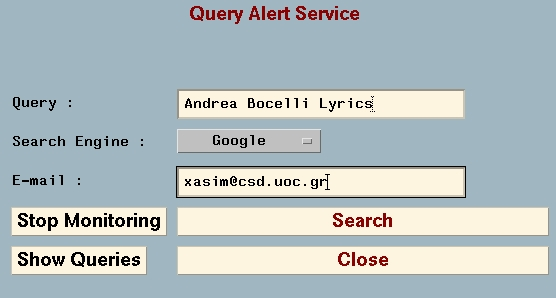 Query Alert Service
Query : Andrea Bocelli Lyrics
Search Engine : Google
E-mail : xasim@csd.uoc.gr
Stop Monitoring Search
Show Queries Close